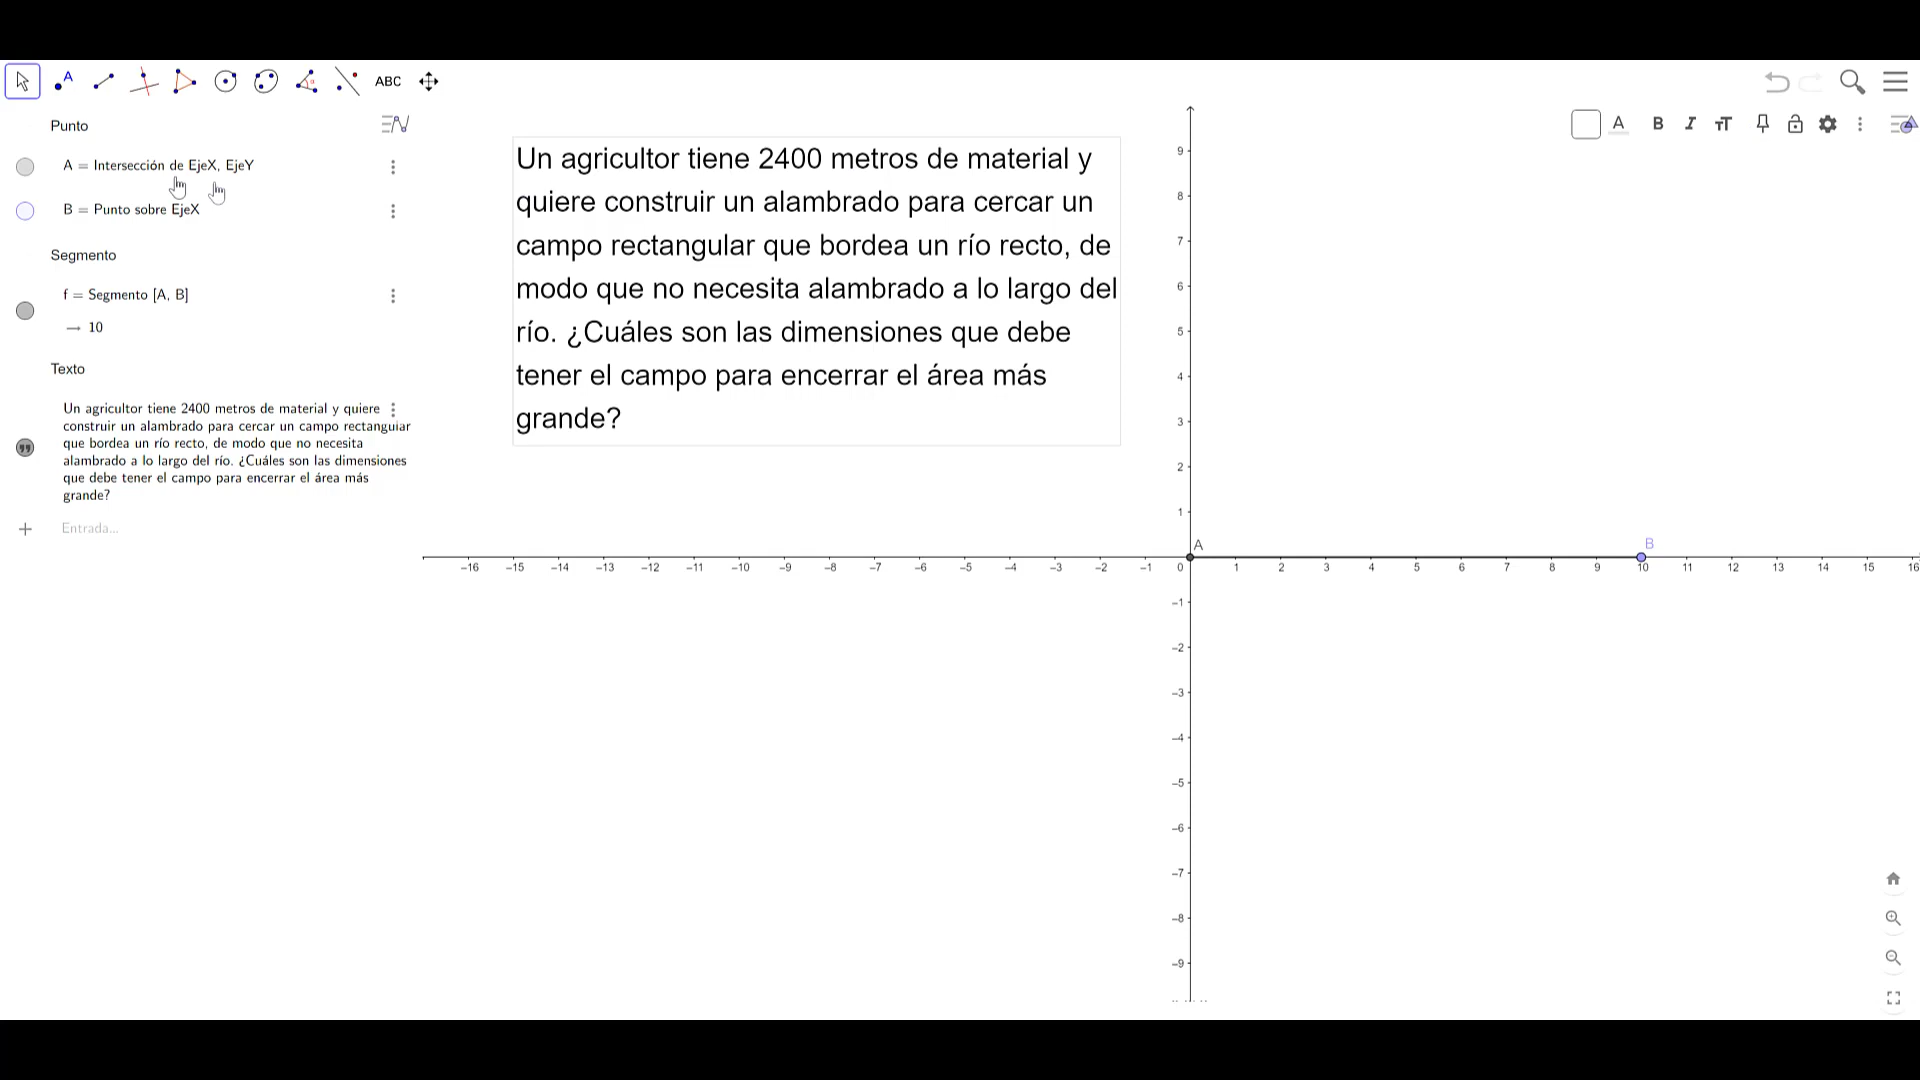 A
ABC
Punto
A = Intersección de EjeX, EjeY
B = Punto sobre EjeX
Segmento
f = Segmento [A, B]
→ 10
Texto
Un agricultor tiene 2400 metros de material y quiere
construir un alambrado para cercar un campo rectangular
que bordea un río recto, de modo que no necesita
alambrado a lo largo del río. ¿Cuáles son las dimensiones
que debe tener el campo para encerrar el área más
grande?
Entrada...
Un agricultor tiene 2400 metros de material y
quiere construir un alambrado para cercar un
campo rectangular que bordea un río recto, de
modo que no necesita alambrado a lo largo del
río. ¿Cuáles son las dimensiones que debe
tener el campo para encerrar el área más
grande?
A B I TT
9
8
7
6
5
4
3
2
1
A B
–16 –15 –14 –13 –12 –11 –10 –9 –8 –7 –6 –5 –4 –3 –2 –1 0 1 2 3 4 5 6 7 8 9 10 11 12 13 14 15 16
–1
–2
–3
–4
–5
–6
–7
–8
–9